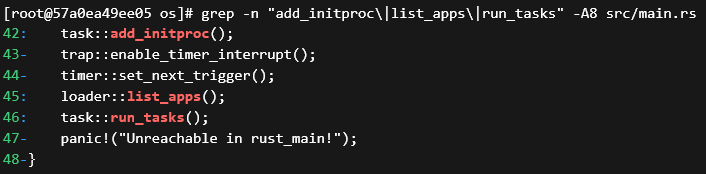 [root@57a0ea49ee05 os]# grep -n "add_initproc\|list_apps\|run_tasks" -A8 src/main.rs
42:    task::add_initproc();
43-    trap::enable_timer_interrupt();
44-    timer::set_next_trigger();
45:    loader::list_apps();
46:    task::run_tasks();
47-    panic!("Unreachable in rust_main!");
48-}